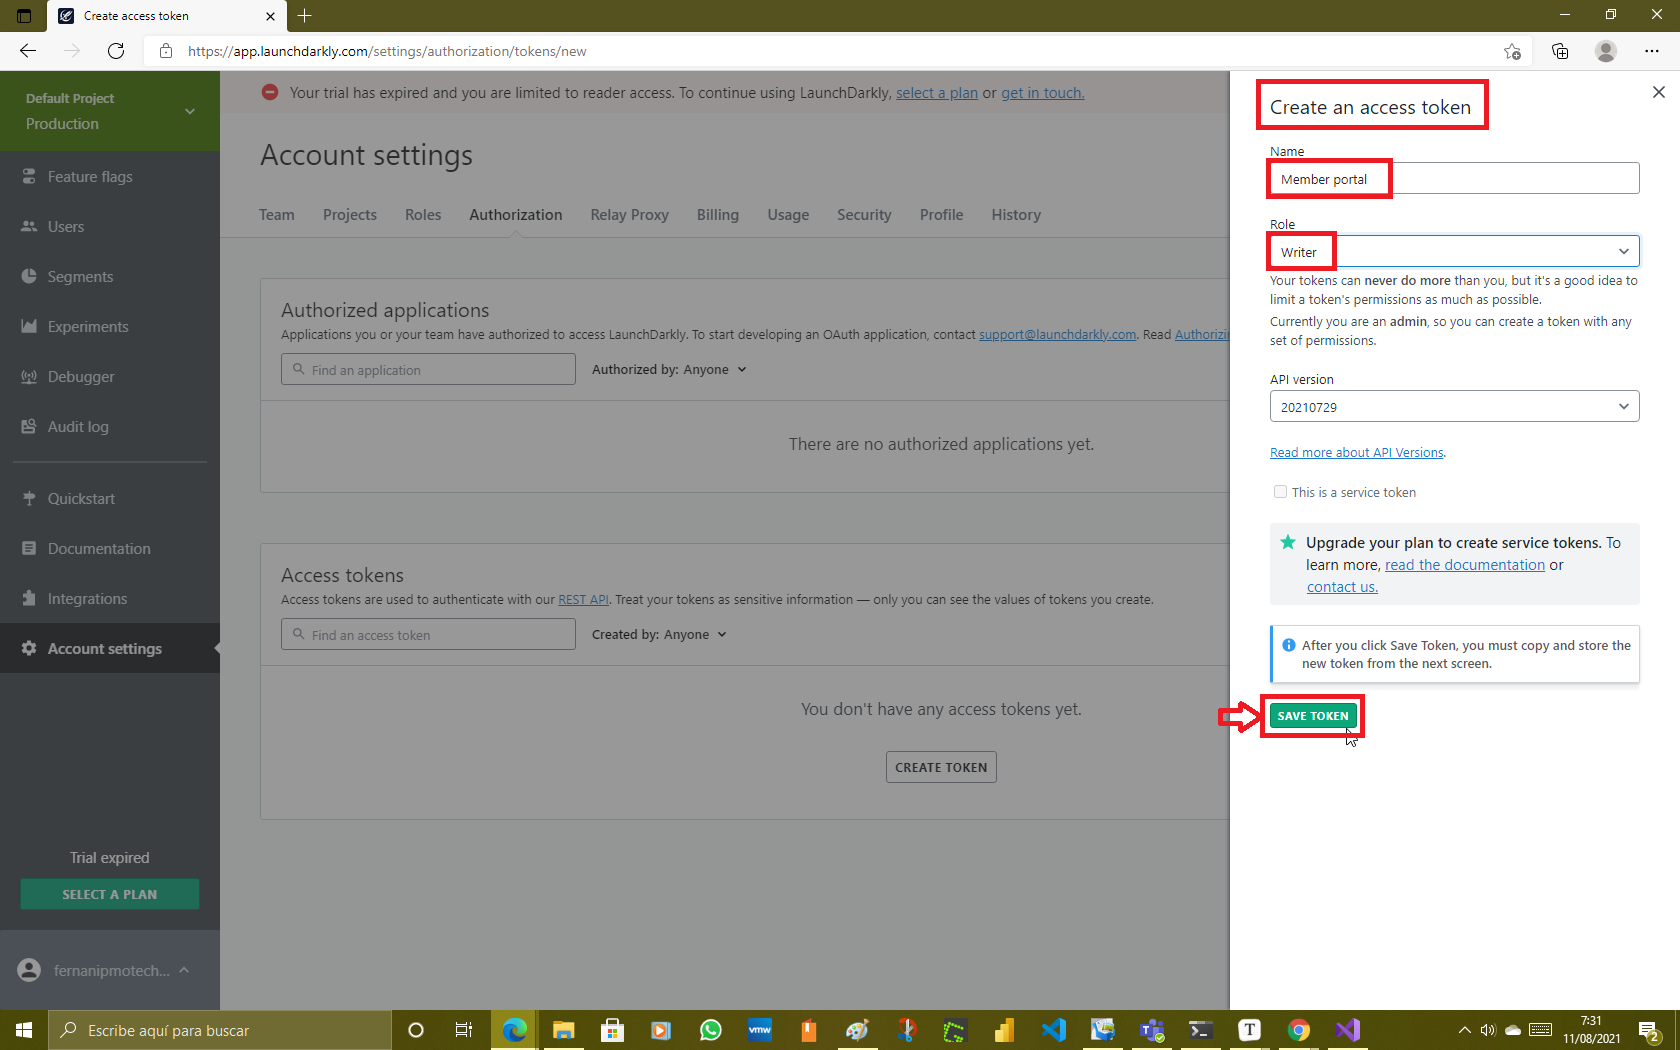 Create access token
https://app.launchdarkly.com/settings/authorization/tokens/new
Default Project
Production
Feature flags
Users
Segments
Experiments
Debugger
Audit log
Quickstart
Documentation
Integrations
Account settings
Trial expired
SELECT A PLAN
fernanipmotech...
Your trial has expired and you are limited to reader access. To continue using LaunchDarkly, select a plan or get in touch.
Account settings
Team Projects Roles Authorization Relay Proxy Billing Usage Security Profile History
Authorized applications
Applications you or your team have authorized to access LaunchDarkly. To start developing an OAuth application, contact support@launchdarkly.com. Read Authorizi
Find an application Authorized by: Anyone
There are no authorized applications yet.
Access tokens
Access tokens are used to authenticate with our REST API. Treat your tokens as sensitive information — only you can see the values of tokens you create.
Find an access token Created by: Anyone
You don't have any access tokens yet.
CREATE TOKEN
Create an access token
Name
Member portal
Role
Writer
Your tokens can never do more than you, but it's a good idea to
limit a token's permissions as much as possible.
Currently you are an admin, so you can create a token with any
set of permissions.
API version
20210729
Read more about API Versions.
This is a service token
Upgrade your plan to create service tokens. To
learn more, read the documentation or
contact us.
After you click Save Token, you must copy and store the
new token from the next screen.
SAVE TOKEN
Escribe aquí para buscar
vmw
T
7:31
11/08/2021
2